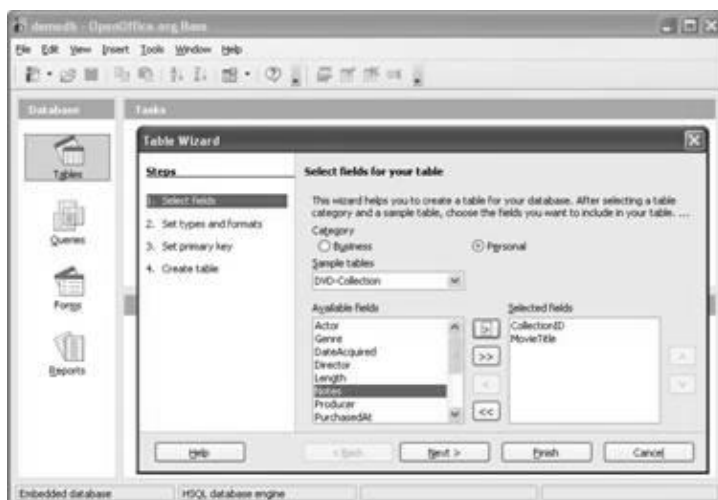 demodb - OpenOffice.org Base
File Edit View Insert Tools Window Help
Database
Tasks
Tables
Queries
Forms
Reports
Table Wizard
Steps
1. Select fields
2. Set types and formats
3. Set primary key
4. Create table
Select fields for your table
This wizard helps you to create a table for your database. After selecting a table
category and a sample table, choose the fields you want to include in your table. ...
Category
Business
Personal
Sample tables
DVD-Collection
Available fields
Actor
Genre
DateAcquired
Director
Length
Notes
Producer
PurchasedAt
>
>>
<
<<
Selected fields
CollectionID
MovieTitle
Help
< Back
Next >
Finish
Cancel
Embedded database
HSQL database engine